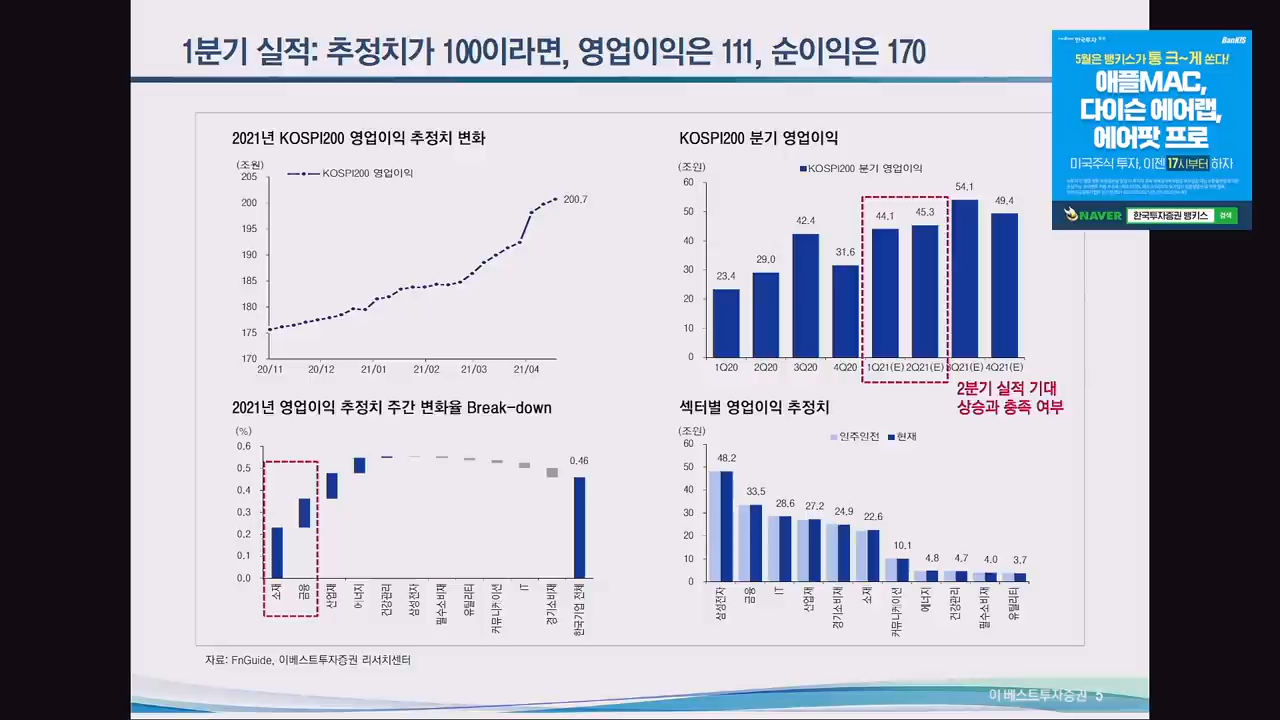 1분기 실적: 추정치가 100이라면, 영업이익은 111, 순이익은 170
한국투자증권
BanKIS
5월은 뱅키스가 통 크~게 쏜다!
애플MAC,
다이슨 에어랩,
에어팟 프로
미국주식 투자, 이젠 17시부터 하자
NAVER 한국투자증권 뱅키스 검색
2021년 KOSPI200 영업이익 추정치 변화
(조원)
KOSPI200 영업이익
205
200
195
190
185
180
175
170
200.7
20/11 20/12 21/01 21/02 21/03 21/04
KOSPI200 분기 영업이익
(조인)
KOSPI200 분기 영업이익
60
50
40
30
20
10
0
23.4 29.0 42.4 31.6 44.1 45.3 54.1 49.4
1Q20 2Q20 3Q20 4Q20 1Q21(E) 2Q21(E) 3Q21(E) 4Q21(E)
2분기 실적 기대
상승과 충족 여부
2021년 영업이익 추정치 주간 변화율 Break-down
(%)
0.6
0.5
0.4
0.3
0.2
0.1
0.0
0.46
소재 금융 산업재 에너지 건강관리 삼성전자 필수소비재 유틸리티 커뮤니케이션 IT 경기소비재 한국기업 전체
섹터별 영업이익 추정치
(조인)
일주일전 현재
60
50
40
30
20
10
0
48.2 33.5 28.6 27.2 24.9 22.6 10.1 4.8 4.7 4.0 3.7
삼성전자 금융 IT 산업재 경기소비재 소재 커뮤니케이션 에너지 건강관리 필수소비재 유틸리티
자료: FnGuide, 이베스트투자증권 리서치센터
이베스트투자증권 5